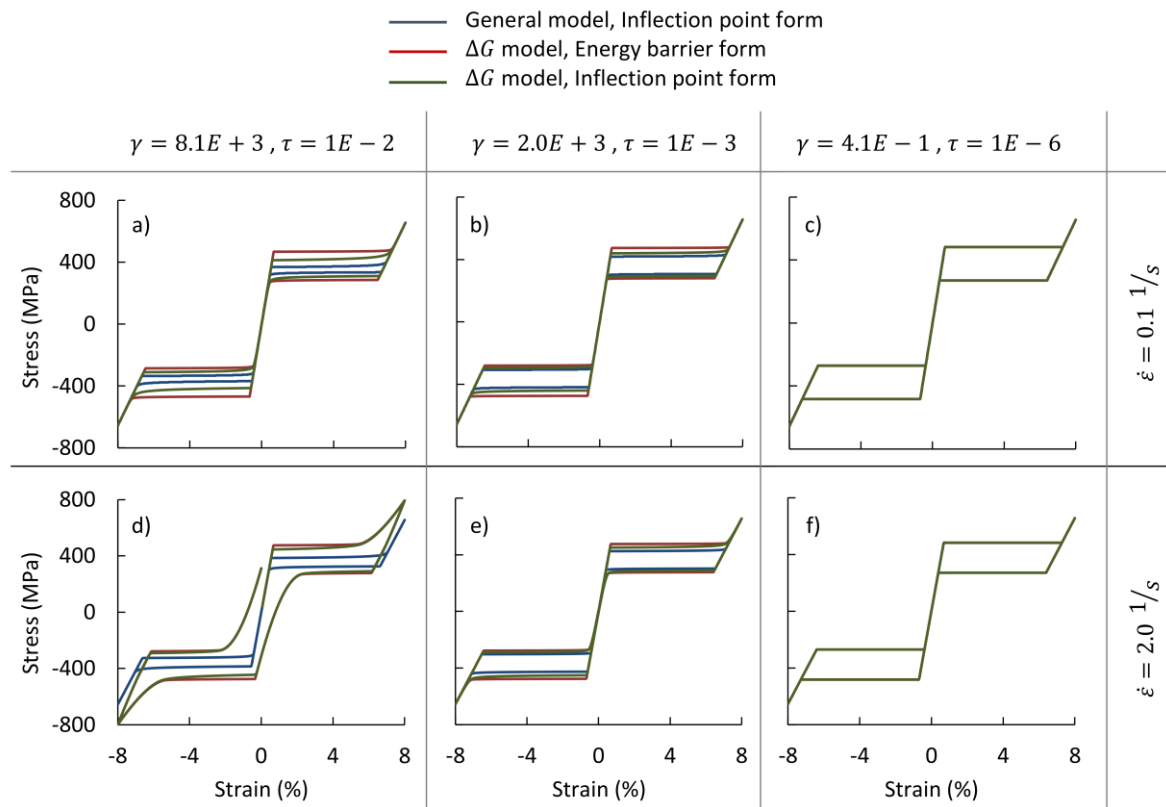 General model, Inflection point form
ΔG model, Energy barrier form
ΔG model, Inflection point form
γ = 8.1E + 3 , τ = 1E − 2
γ = 2.0E + 3 , τ = 1E − 3
γ = 4.1E − 1 , τ = 1E − 6
800
400
0
-400
-800
Stress (MPa)
a)
b)
c)
ε̇ = 0.1 1/s
800
400
0
-400
-800
Stress (MPa)
d)
e)
f)
ε̇ = 2.0 1/s
-8 -4 0 4 8
-8 -4 0 4 8
-8 -4 0 4 8
Strain (%)
Strain (%)
Strain (%)